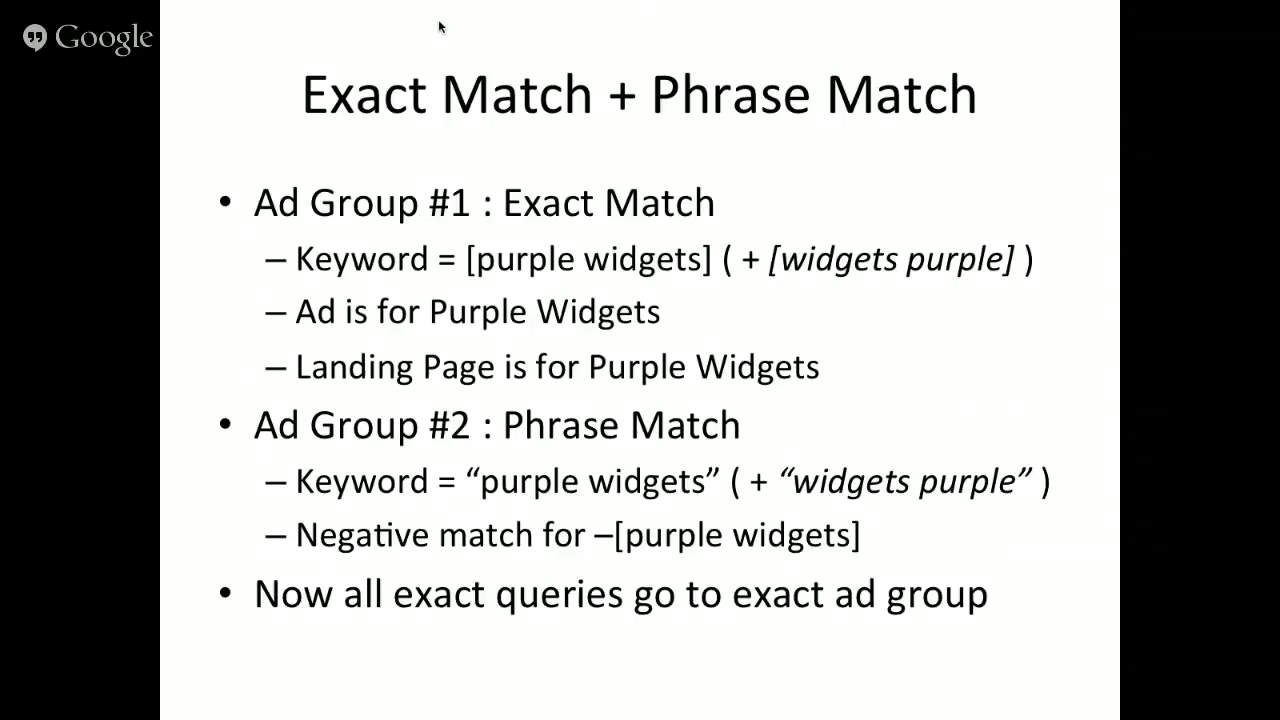 Google
Exact Match + Phrase Match
• Ad Group #1 : Exact Match
– Keyword = [purple widgets] ( + [widgets purple] )
– Ad is for Purple Widgets
– Landing Page is for Purple Widgets
• Ad Group #2 : Phrase Match
– Keyword = “purple widgets” ( + “widgets purple” )
– Negative match for –[purple widgets]
• Now all exact queries go to exact ad group